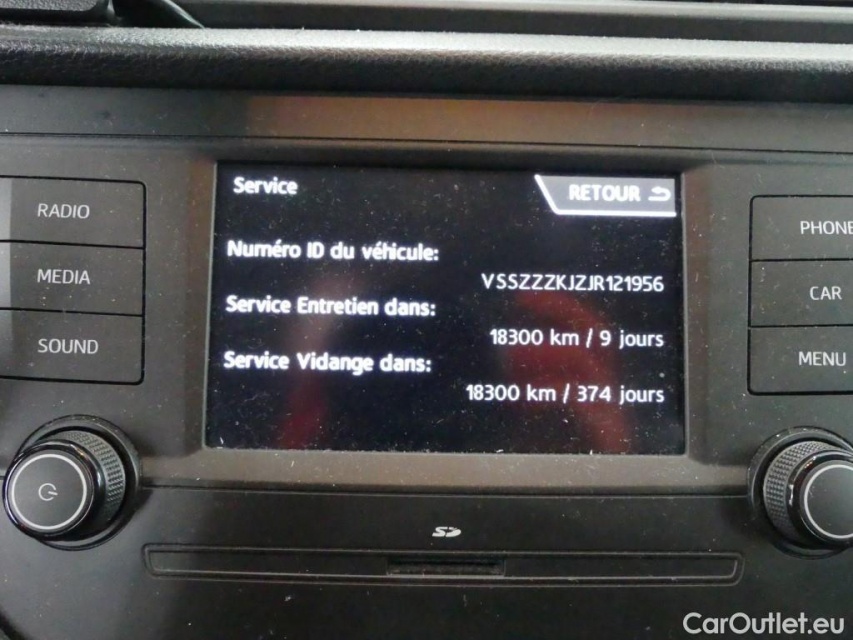 Service
RETOUR
RADIO
Numéro ID du véhicule:
PHONE
MEDIA
VSSZZZKJZJR121956
CAR
Service Entretien dans:
18300 km / 9 jours
SOUND
Service Vidange dans:
MENU
18300 km / 374 jours
SD
CarOutlet.eu